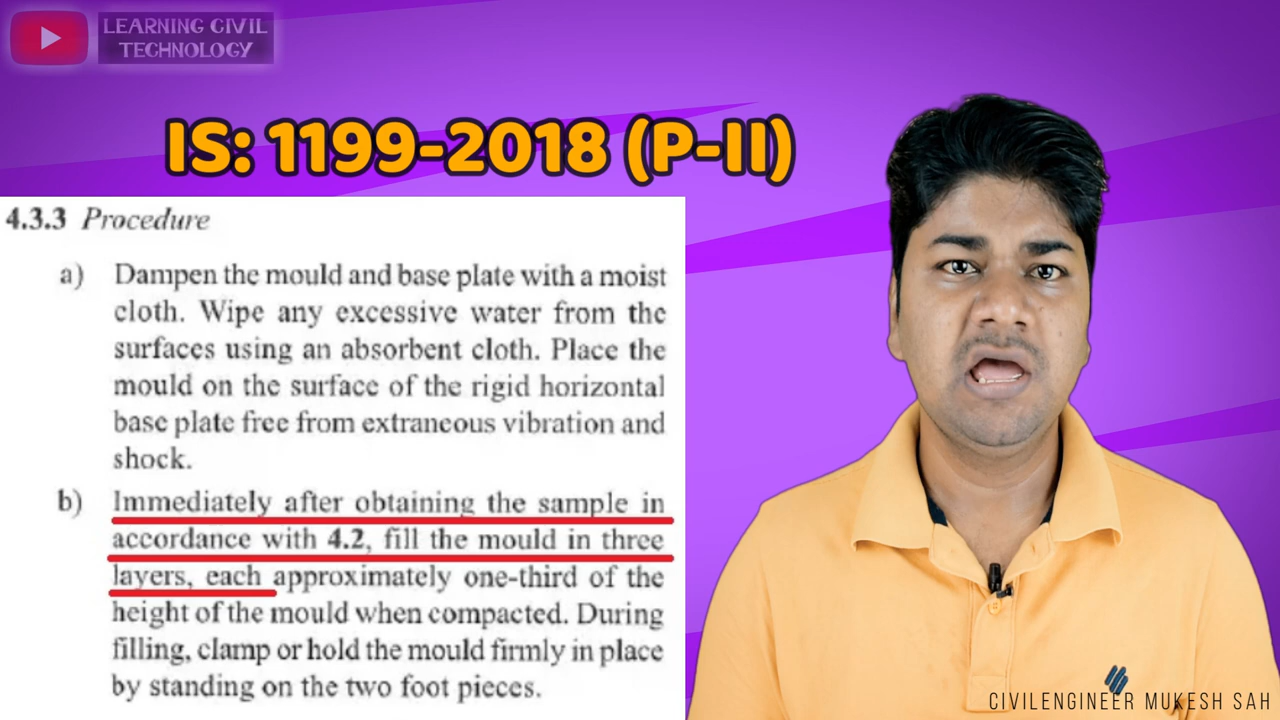 LEARNING CIVIL
TECHNOLOGY
IS: 1199-2018 (P-II)
4.3.3 Procedure
a) Dampen the mould and base plate with a moist
cloth. Wipe any excessive water from the
surfaces using an absorbent cloth. Place the
mould on the surface of the rigid horizontal
base plate free from extraneous vibration and
shock.
b) Immediately after obtaining the sample in
accordance with 4.2, fill the mould in three
layers, each approximately one-third of the
height of the mould when compacted. During
filling, clamp or hold the mould firmly in place
by standing on the two foot pieces.
CIVILENGINEER MUKESH SAH